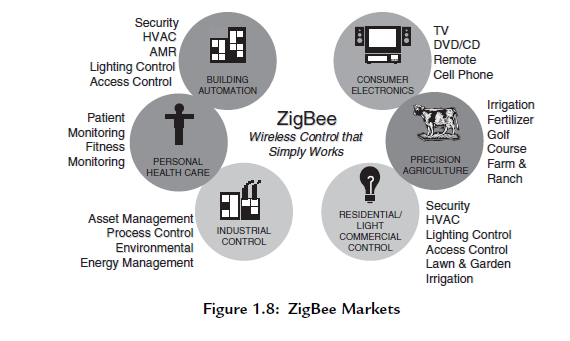 Security
HVAC
AMR
Lighting Control
Access Control
BUILDING
AUTOMATION
CONSUMER
ELECTRONICS
TV
DVD/CD
Remote
Cell Phone
ZigBee
Wireless Control that
Simply Works
Patient
Monitoring
Fitness
Monitoring
PERSONAL
HEALTH CARE
PRECISION
AGRICULTURE
Irrigation
Fertilizer
Golf
Course
Farm &
Ranch
Asset Management
Process Control
Environmental
Energy Management
INDUSTRIAL
CONTROL
RESIDENTIAL/
LIGHT
COMMERCIAL
CONTROL
Security
HVAC
Lighting Control
Access Control
Lawn & Garden
Irrigation
Figure 1.8: ZigBee Markets